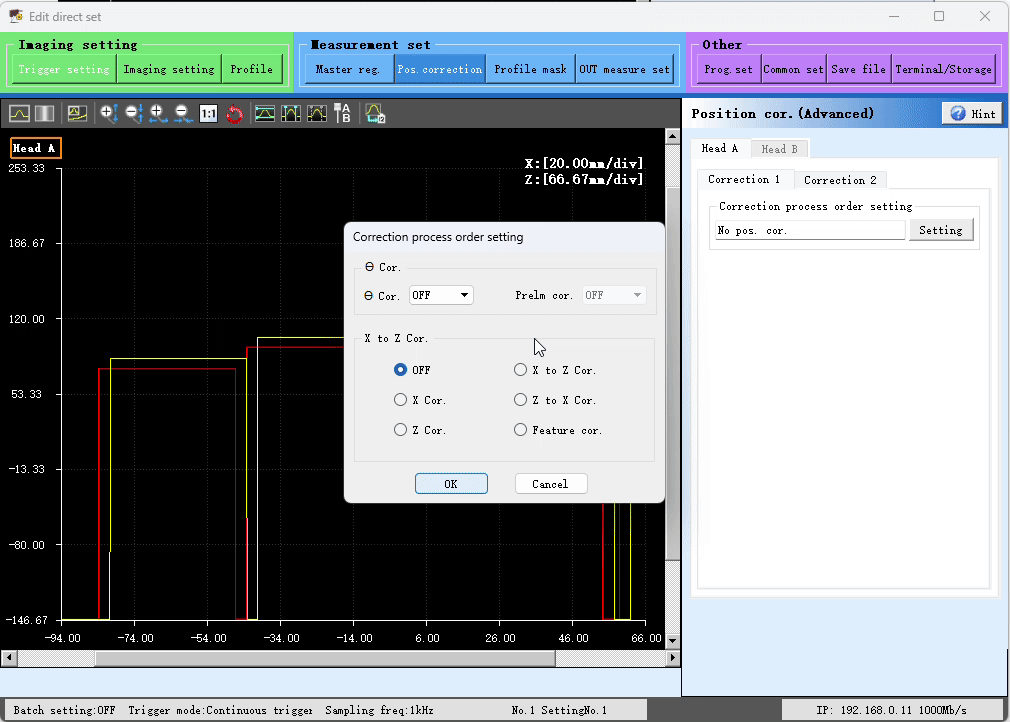 Edit direct set
Imaging setting
Measurement set
Other
Trigger setting
Imaging setting
Profile
Master reg.
Pos.correction
Profile mask
OUT measure set
Prog.set
Common set
Save file
Terminal/Storage
1:1
A
B
12
Position cor.(Advanced)
Hint
Head A
X:[20.00mm/div]
Z:[66.67mm/div]
253.33
186.67
120.00
53.33
-13.33
-80.00
-146.67
-94.00 -74.00 -54.00 -34.00 -14.00 6.00 26.00 46.00 66.00
Correction process order setting
Θ Cor.
Θ Cor. OFF
Prelm cor. OFF
X to Z Cor.
OFF
X to Z Cor.
X Cor.
Z to X Cor.
Z Cor.
Feature cor.
OK
Cancel
Head A
Head B
Correction 1
Correction 2
Correction process order setting
No pos. cor.
Setting
Batch setting:OFF Trigger mode:Continuous trigger Sampling freq:1kHz No.1 SettingNo.1 IP: 192.168.0.11 1000Mb/s